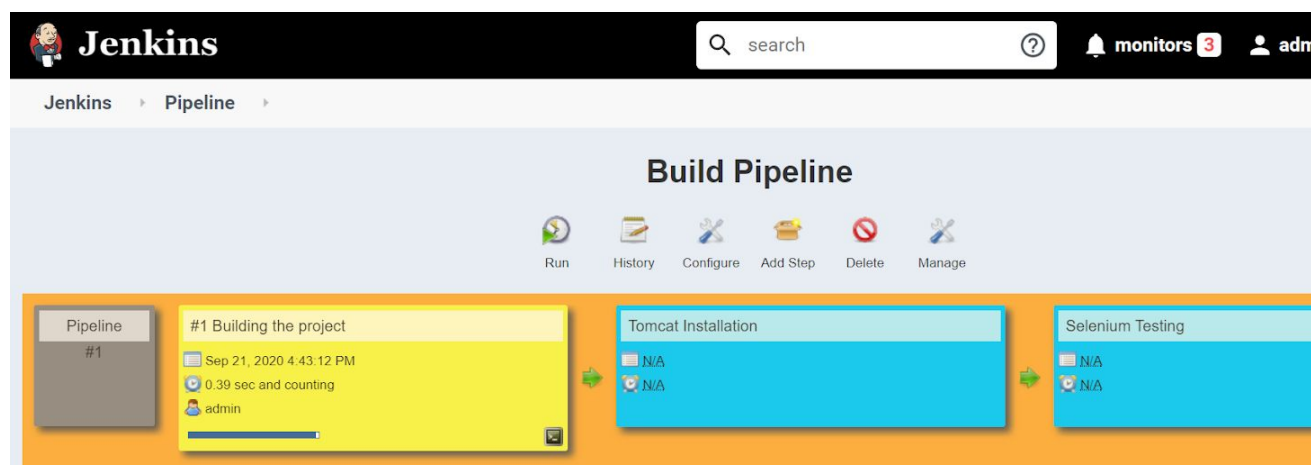 Jenkins
search
monitors 3
adm
Jenkins
Pipeline
Build Pipeline
Run
History
Configure
Add Step
Delete
Manage
Pipeline
#1
#1 Building the project
Sep 21, 2020 4:43:12 PM
0.39 sec and counting
admin
Tomcat Installation
N/A
N/A
Selenium Testing
N/A
N/A